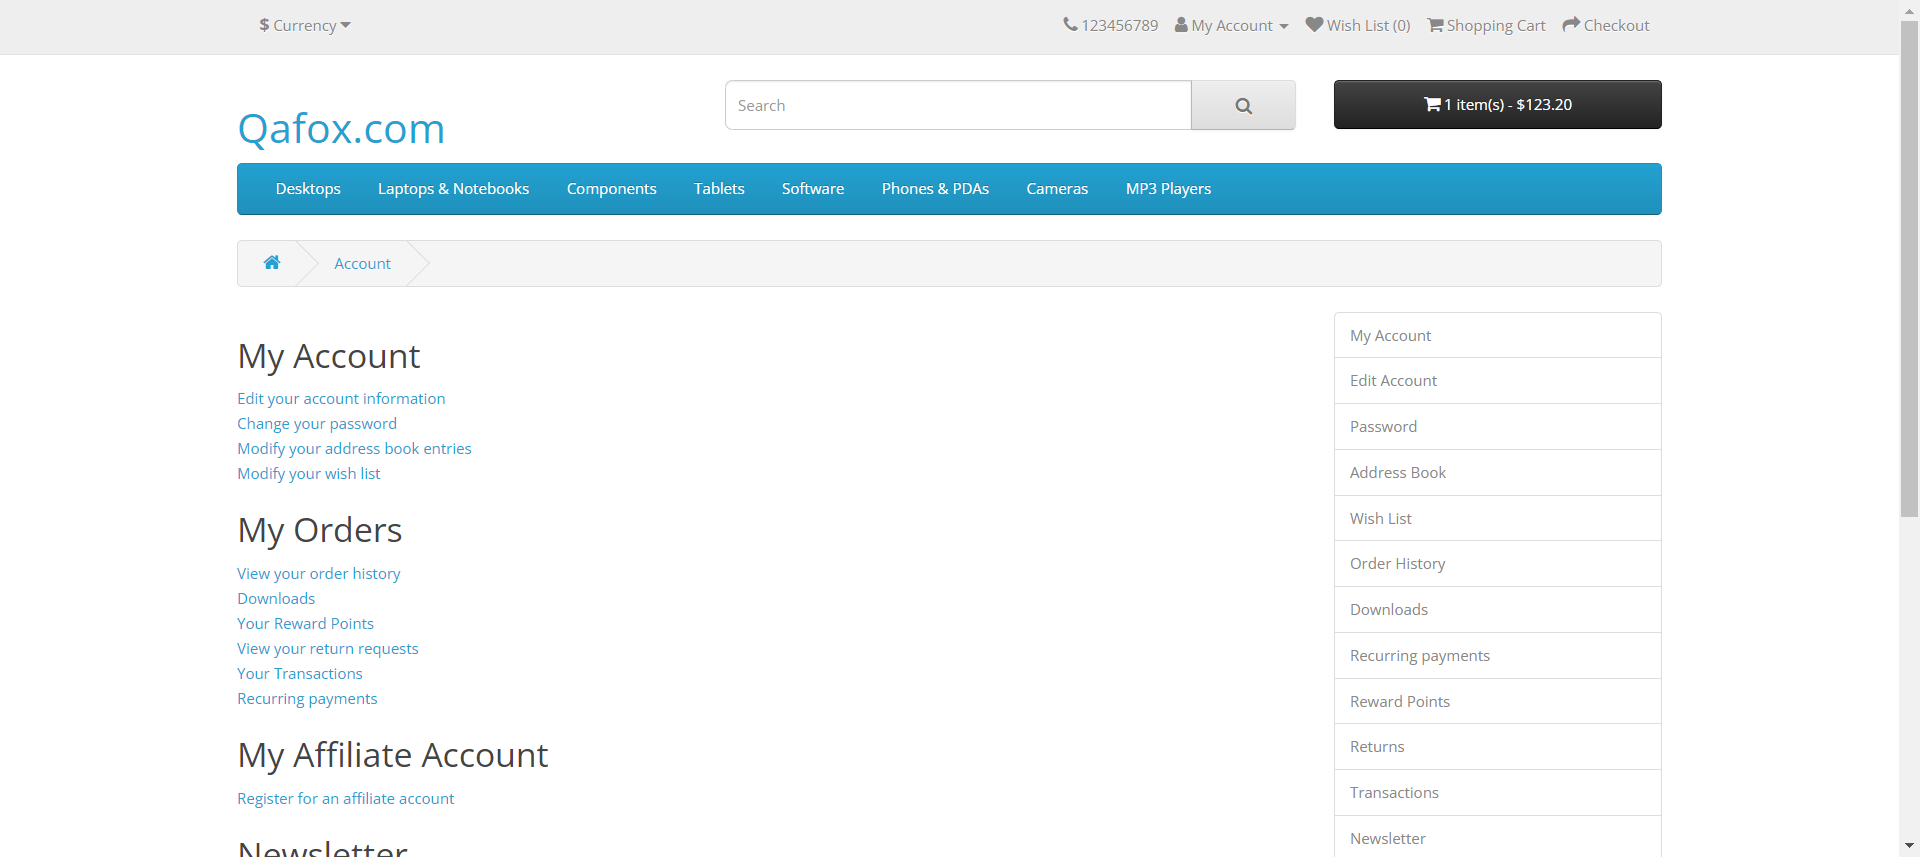 $ Currency
123456789 My Account Wish List (0) Shopping Cart Checkout
Qafox.com
Search
1 item(s) - $123.20
Desktops Laptops & Notebooks Components Tablets Software Phones & PDAs Cameras MP3 Players
Account
My Account
Edit your account information
Change your password
Modify your address book entries
Modify your wish list
My Orders
View your order history
Downloads
Your Reward Points
View your return requests
Your Transactions
Recurring payments
My Affiliate Account
Register for an affiliate account
Newsletter
My Account
Edit Account
Password
Address Book
Wish List
Order History
Downloads
Recurring payments
Reward Points
Returns
Transactions
Newsletter